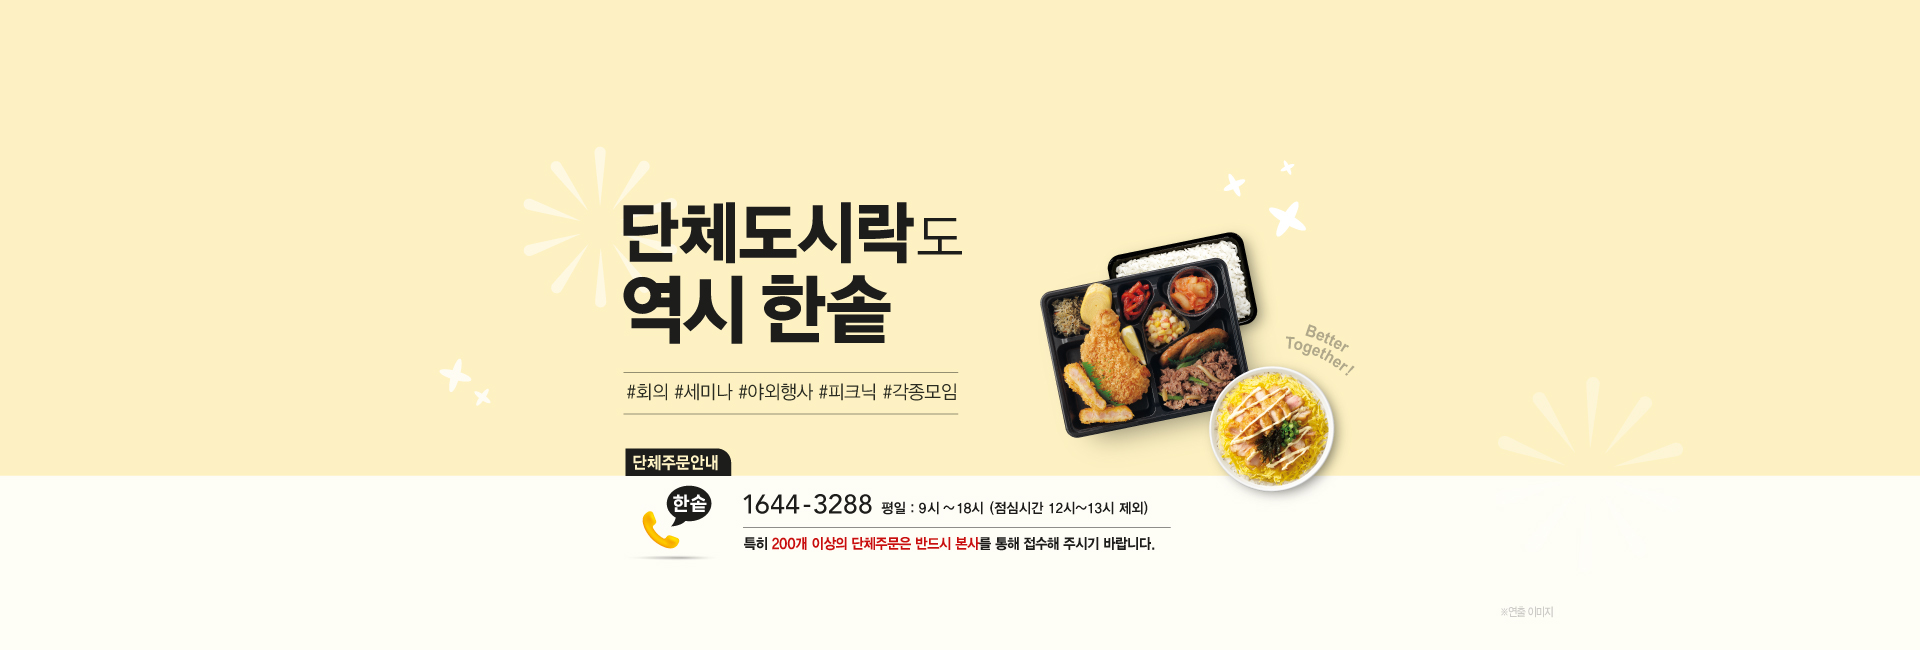 단체도시락도
역시 한솥
#회의 #세미나 #야외행사 #피크닉 #각종모임
Better
Together!
단체주문안내
한솥
1644-3288 평일 : 9시 ~ 18시 (점심시간 12시~13시 제외)
특히 200개 이상의 단체주문은 반드시 본사를 통해 접수해 주시기 바랍니다.
※연출 이미지